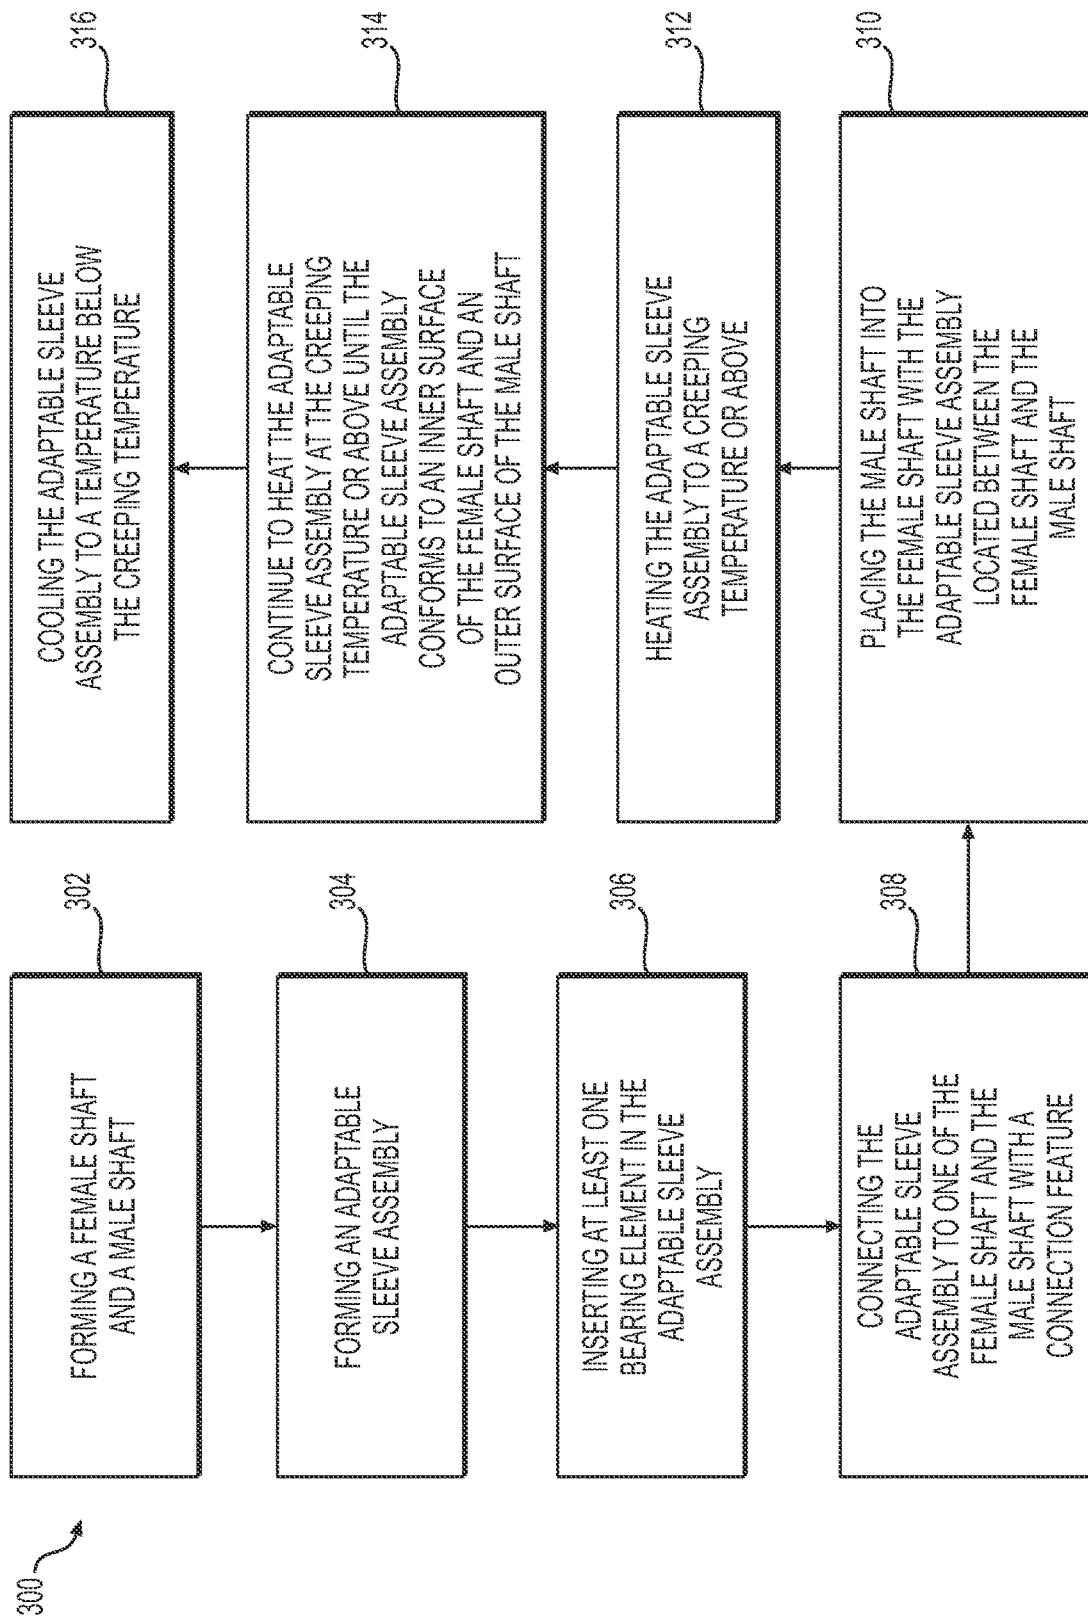 300
302
FORMING A FEMALE SHAFT
AND A MALE SHAFT
304
FORMING AN ADAPTABLE
SLEEVE ASSEMBLY
306
INSERTING AT LEAST ONE
BEARING ELEMENT IN THE
ADAPTABLE SLEEVE
ASSEMBLY
308
CONNECTING THE
ADAPTABLE SLEEVE
ASSEMBLY TO ONE OF THE
FEMALE SHAFT AND THE
MALE SHAFT WITH A
CONNECTION FEATURE
310
PLACING THE MALE SHAFT INTO
THE FEMALE SHAFT WITH THE
ADAPTABLE SLEEVE ASSEMBLY
LOCATED BETWEEN THE
FEMALE SHAFT AND THE
MALE SHAFT
312
HEATING THE ADAPTABLE SLEEVE
ASSEMBLY TO A CREEPING
TEMPERATURE OR ABOVE
314
CONTINUE TO HEAT THE ADAPTABLE
SLEEVE ASSEMBLY AT THE CREEPING
TEMPERATURE OR ABOVE UNTIL THE
ADAPTABLE SLEEVE ASSEMBLY
CONFORMS TO AN INNER SURFACE
OF THE FEMALE SHAFT AND AN
OUTER SURFACE OF THE MALE SHAFT
316
COOLING THE ADAPTABLE SLEEVE
ASSEMBLY TO A TEMPERATURE BELOW
THE CREEPING TEMPERATURE